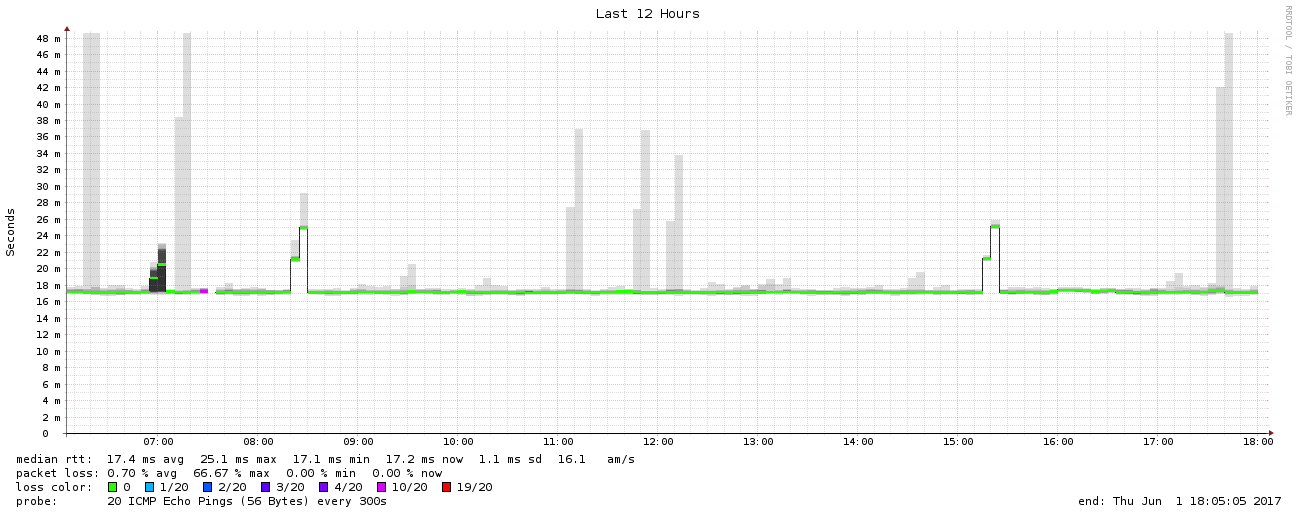 Last 12 Hours
RRDTOOL / TOBI OETIKER
Seconds
48 m
46 m
44 m
42 m
40 m
38 m
36 m
34 m
32 m
30 m
28 m
26 m
24 m
22 m
20 m
18 m
16 m
14 m
12 m
10 m
8 m
6 m
4 m
2 m
0
07:00 08:00 09:00 10:00 11:00 12:00 13:00 14:00 15:00 16:00 17:00 18:00
median rtt: 17.4 ms avg 25.1 ms max 17.1 ms min 17.2 ms now 1.1 ms sd 16.1 am/s
packet loss: 0.70 % avg 66.67 % max 0.00 % min 0.00 % now
loss color: 0 1/20 2/20 3/20 4/20 10/20 19/20
probe: 20 ICMP Echo Pings (56 Bytes) every 300s end: Thu Jun 1 18:05:05 2017